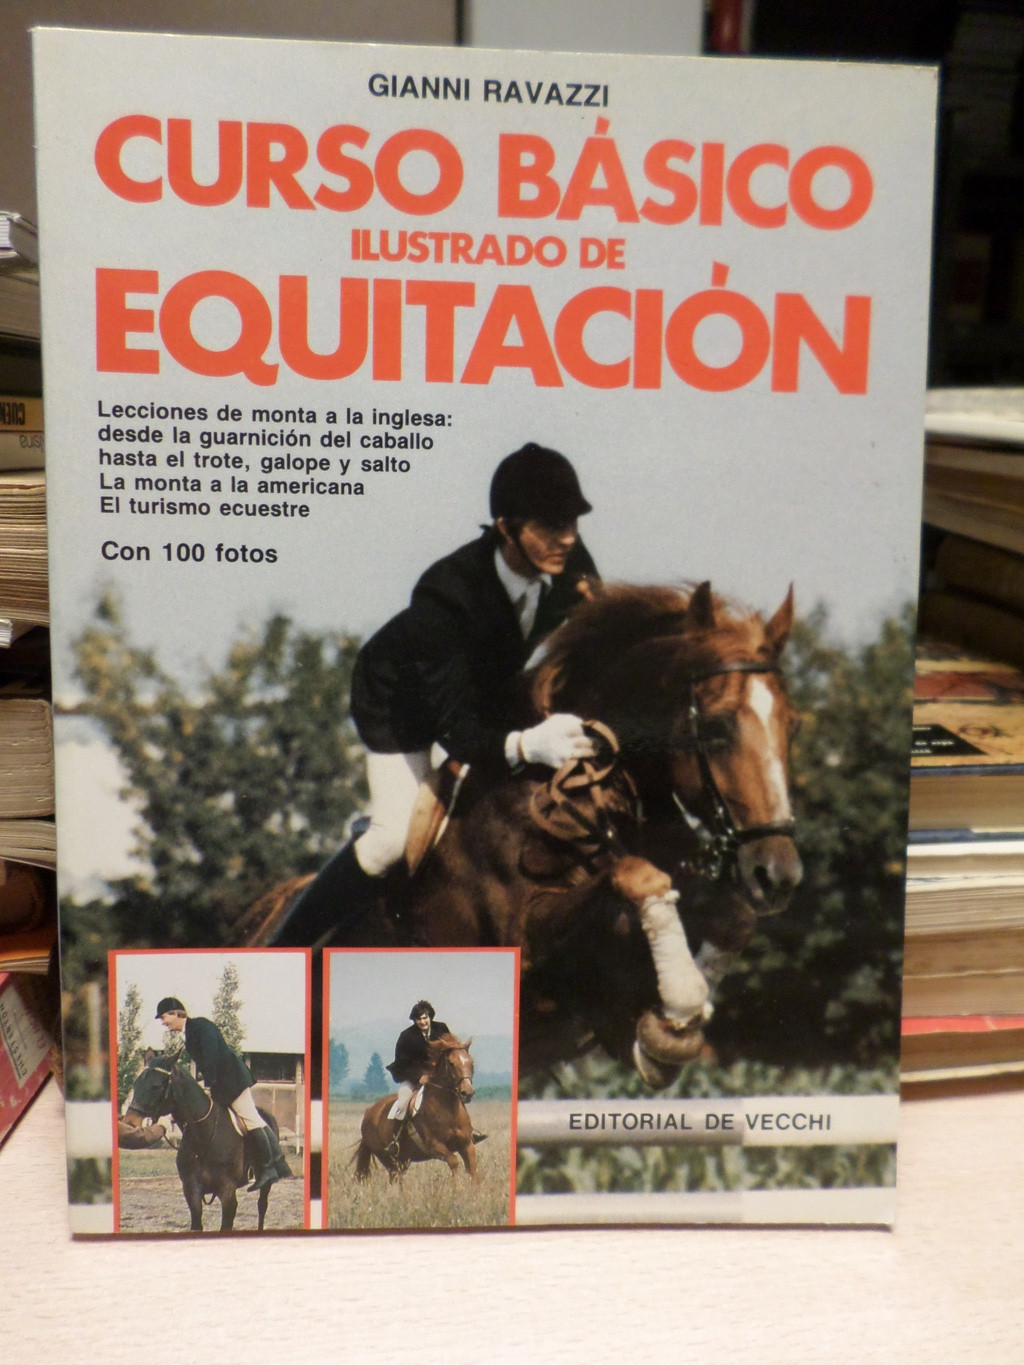 GIANNI RAVAZZI
CURSO BÁSICO
ILUSTRADO DE
EQUITACIÓN
Lecciones de monta a la inglesa:
desde la guarnición del caballo
hasta el trote, galope y salto
La monta a la americana
El turismo ecuestre
Con 100 fotos
EDITORIAL DE VECCHI